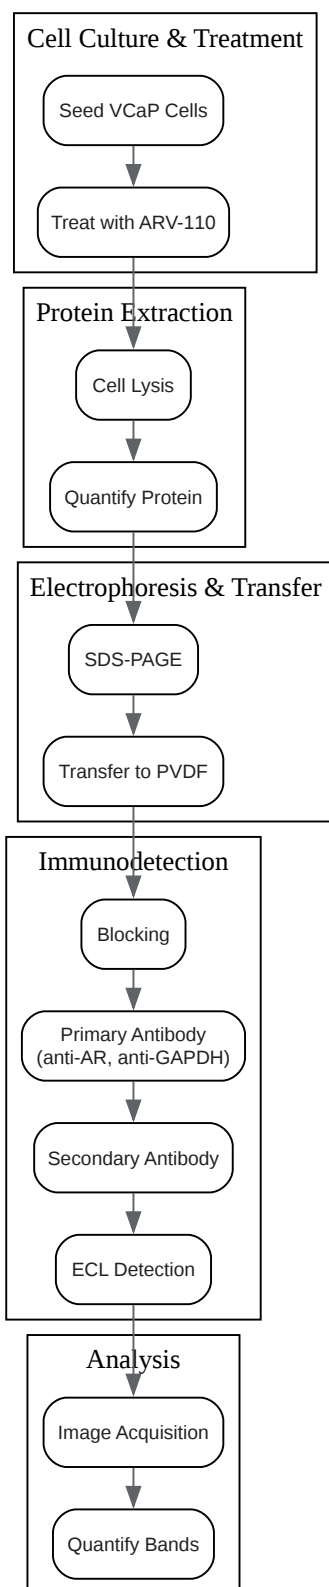 Cell Culture & Treatment
Seed VCaP Cells
Treat with ARV-110
Protein Extraction
Cell Lysis
Quantify Protein
Electrophoresis & Transfer
SDS-PAGE
Transfer to PVDF
Immunodetection
Blocking
Primary Antibody
(anti-AR, anti-GAPDH)
Secondary Antibody
ECL Detection
Analysis
Image Acquisition
Quantify Bands